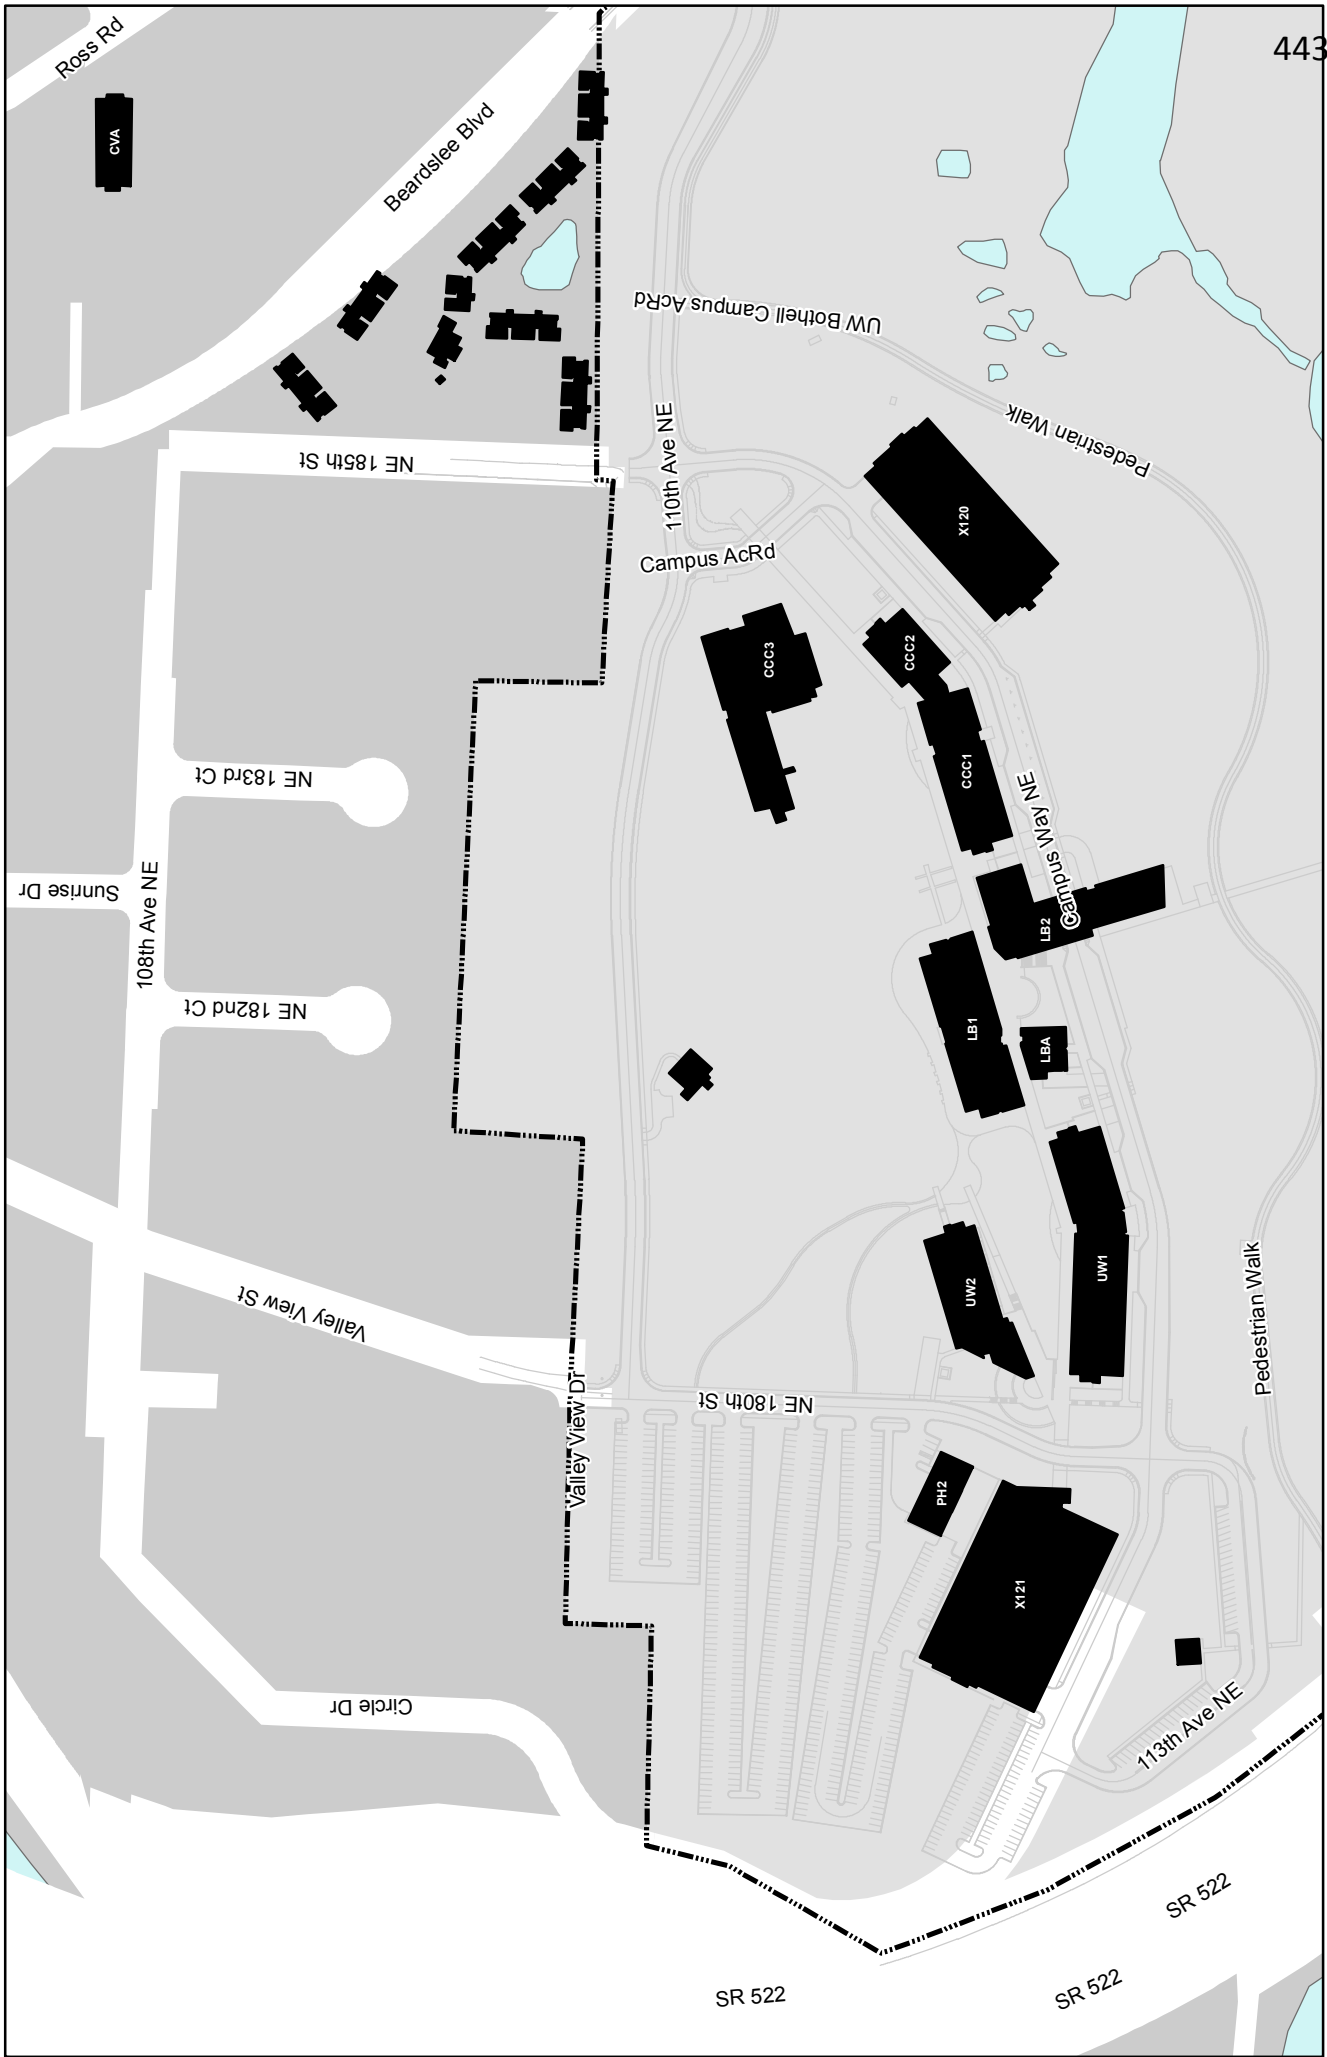 443
Ross Rd
CVA
Beardslee Blvd
UW Bothell Campus AcRd
Pedestrian Walk
NE 185th St
110th Ave NE
X120
Campus AcRd
CCC3
CCC2
CCC1
NE 183rd Ct
Campus Way NE
Sunrise Dr
108th Ave NE
LB2
NE 182nd Ct
LB1
LBA
Valley View St
UW2
UW1
Pedestrian Walk
NE 180th St
Valley View Dr
PH2
X121
Circle Dr
113th Ave NE
SR 522
SR 522
SR 522